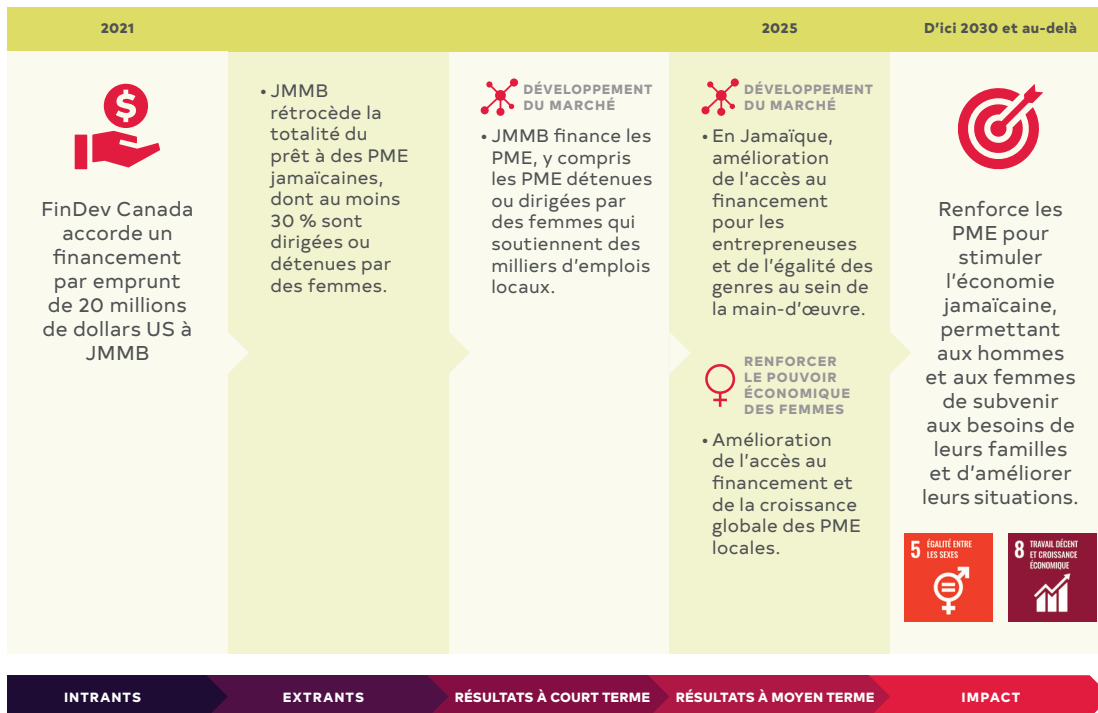 2021
2025
D'ici 2030 et au-delà
$
FinDev Canada
accorde un
financement
par emprunt
de 20 millions
de dollars US à
JMMB
• JMMB
rétrocède la
totalité du
prêt à des PME
jamaïcaines,
dont au moins
30 % sont
dirigées ou
détenues par
des femmes.
DÉVELOPPEMENT
DU MARCHÉ
• JMMB finance les
PME, y compris
les PME détenues
ou dirigées par
des femmes qui
soutiennent des
milliers d'emplois
locaux.
DÉVELOPPEMENT
DU MARCHÉ
• En Jamaïque,
amélioration
de l'accès au
financement
pour les
entrepreneuses
et de l'égalité des
genres au sein de
la main-d'œuvre.
RENFORCER
LE POUVOIR
ÉCONOMIQUE
DES FEMMES
• Amélioration
de l'accès au
financement et
de la croissance
globale des PME
locales.
Renforce les
PME pour
stimuler
l'économie
jamaïcaine,
permettant
aux hommes
et aux femmes
de subvenir
aux besoins de
leurs familles
et d'améliorer
leurs situations.
5 ÉGALITÉ ENTRE
LES SEXES
8 TRAVAIL DÉCENT
ET CROISSANCE
ÉCONOMIQUE
INTRANTS
EXTRANTS
RÉSULTATS À COURT TERME
RÉSULTATS À MOYEN TERME
IMPACT